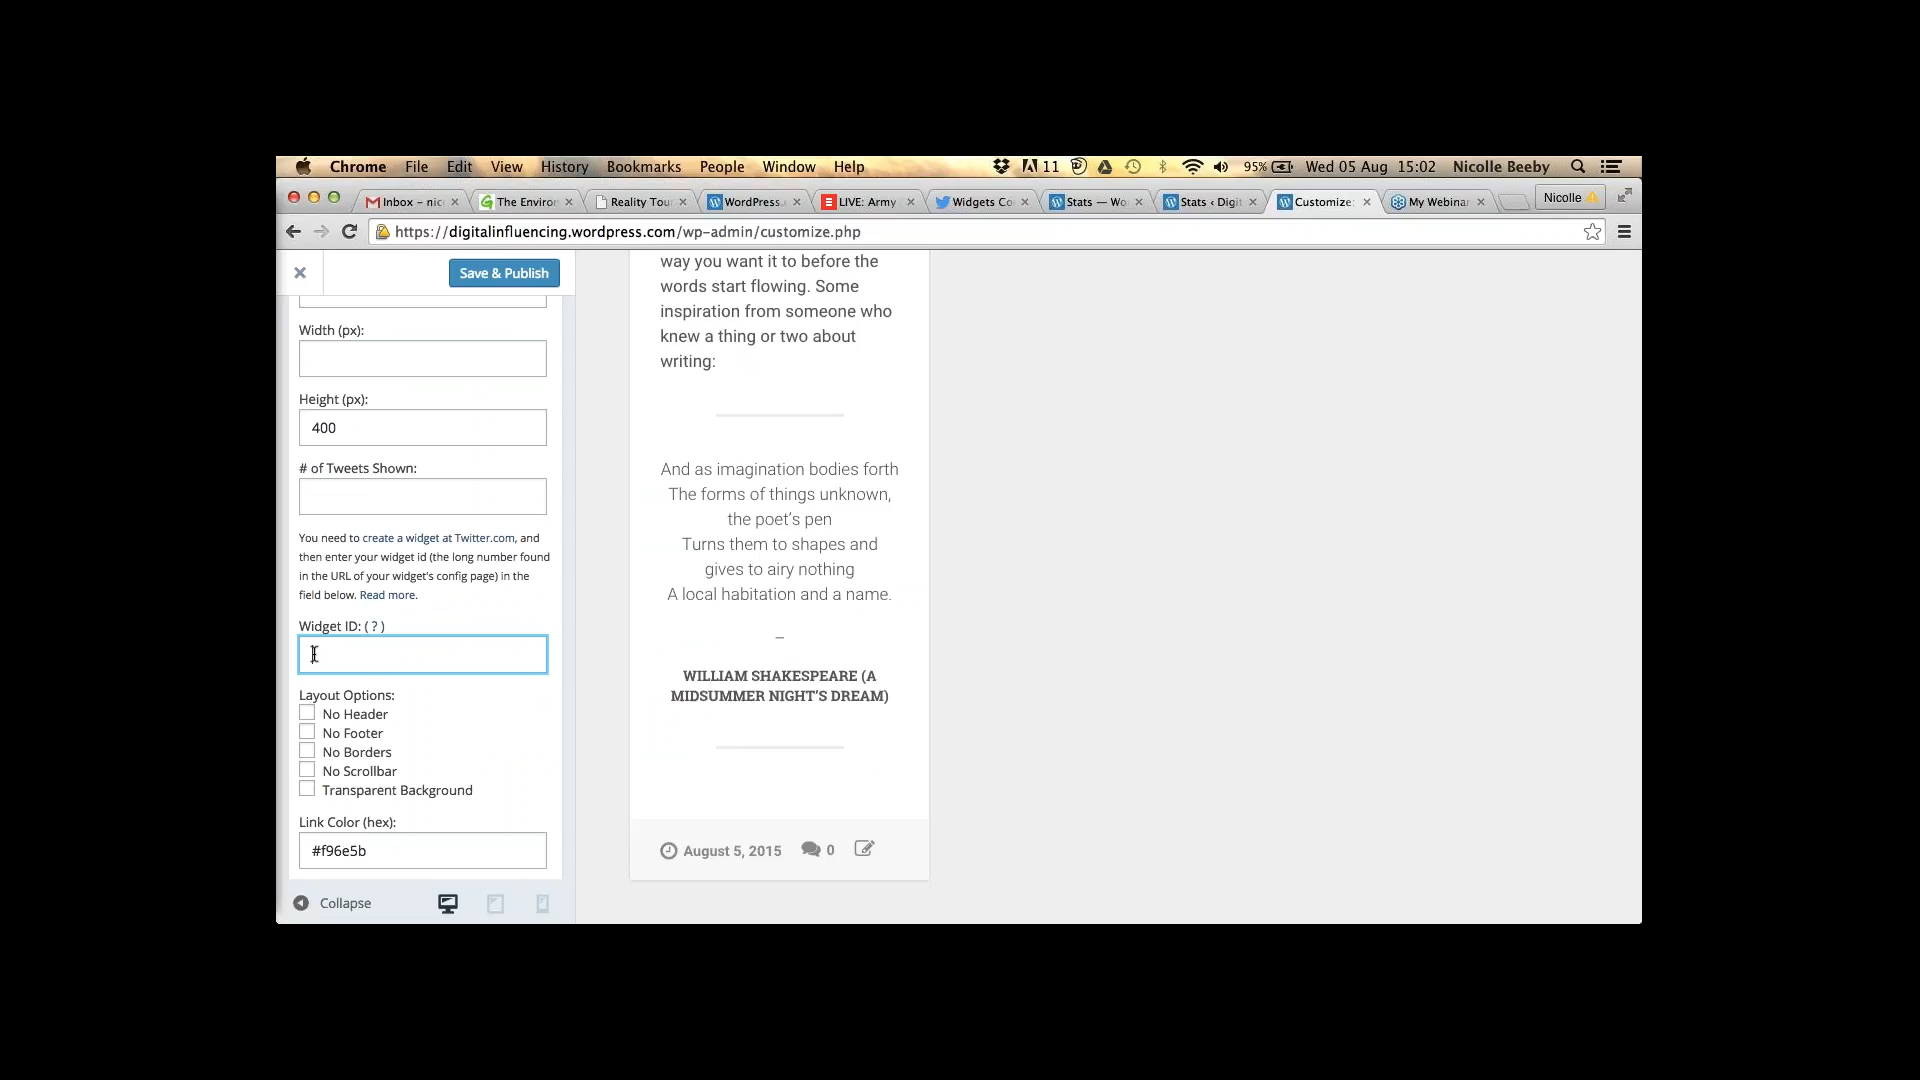 Chrome File Edit View History Bookmarks People Window Help 11 95% Wed 05 Aug 15:02 Nicolle Beeby
Inbox – nic The Environ Reality Tou WordPress. LIVE: Army Widgets Co Stats — Wo Stats ‹ Digit Customize: My Webinar Nicolle
https://digitalinfluencing.wordpress.com/wp-admin/customize.php
Save & Publish
Width (px):
Height (px):
400
# of Tweets Shown:
You need to create a widget at Twitter.com, and
then enter your widget id (the long number found
in the URL of your widget's config page) in the
field below. Read more.
Widget ID: ( ? )
Layout Options:
No Header
No Footer
No Borders
No Scrollbar
Transparent Background
Link Color (hex):
#f96e5b
Collapse
way you want it to before the
words start flowing. Some
inspiration from someone who
knew a thing or two about
writing:
And as imagination bodies forth
The forms of things unknown,
the poet’s pen
Turns them to shapes and
gives to airy nothing
A local habitation and a name.
–
WILLIAM SHAKESPEARE (A
MIDSUMMER NIGHT’S DREAM)
August 5, 2015 0